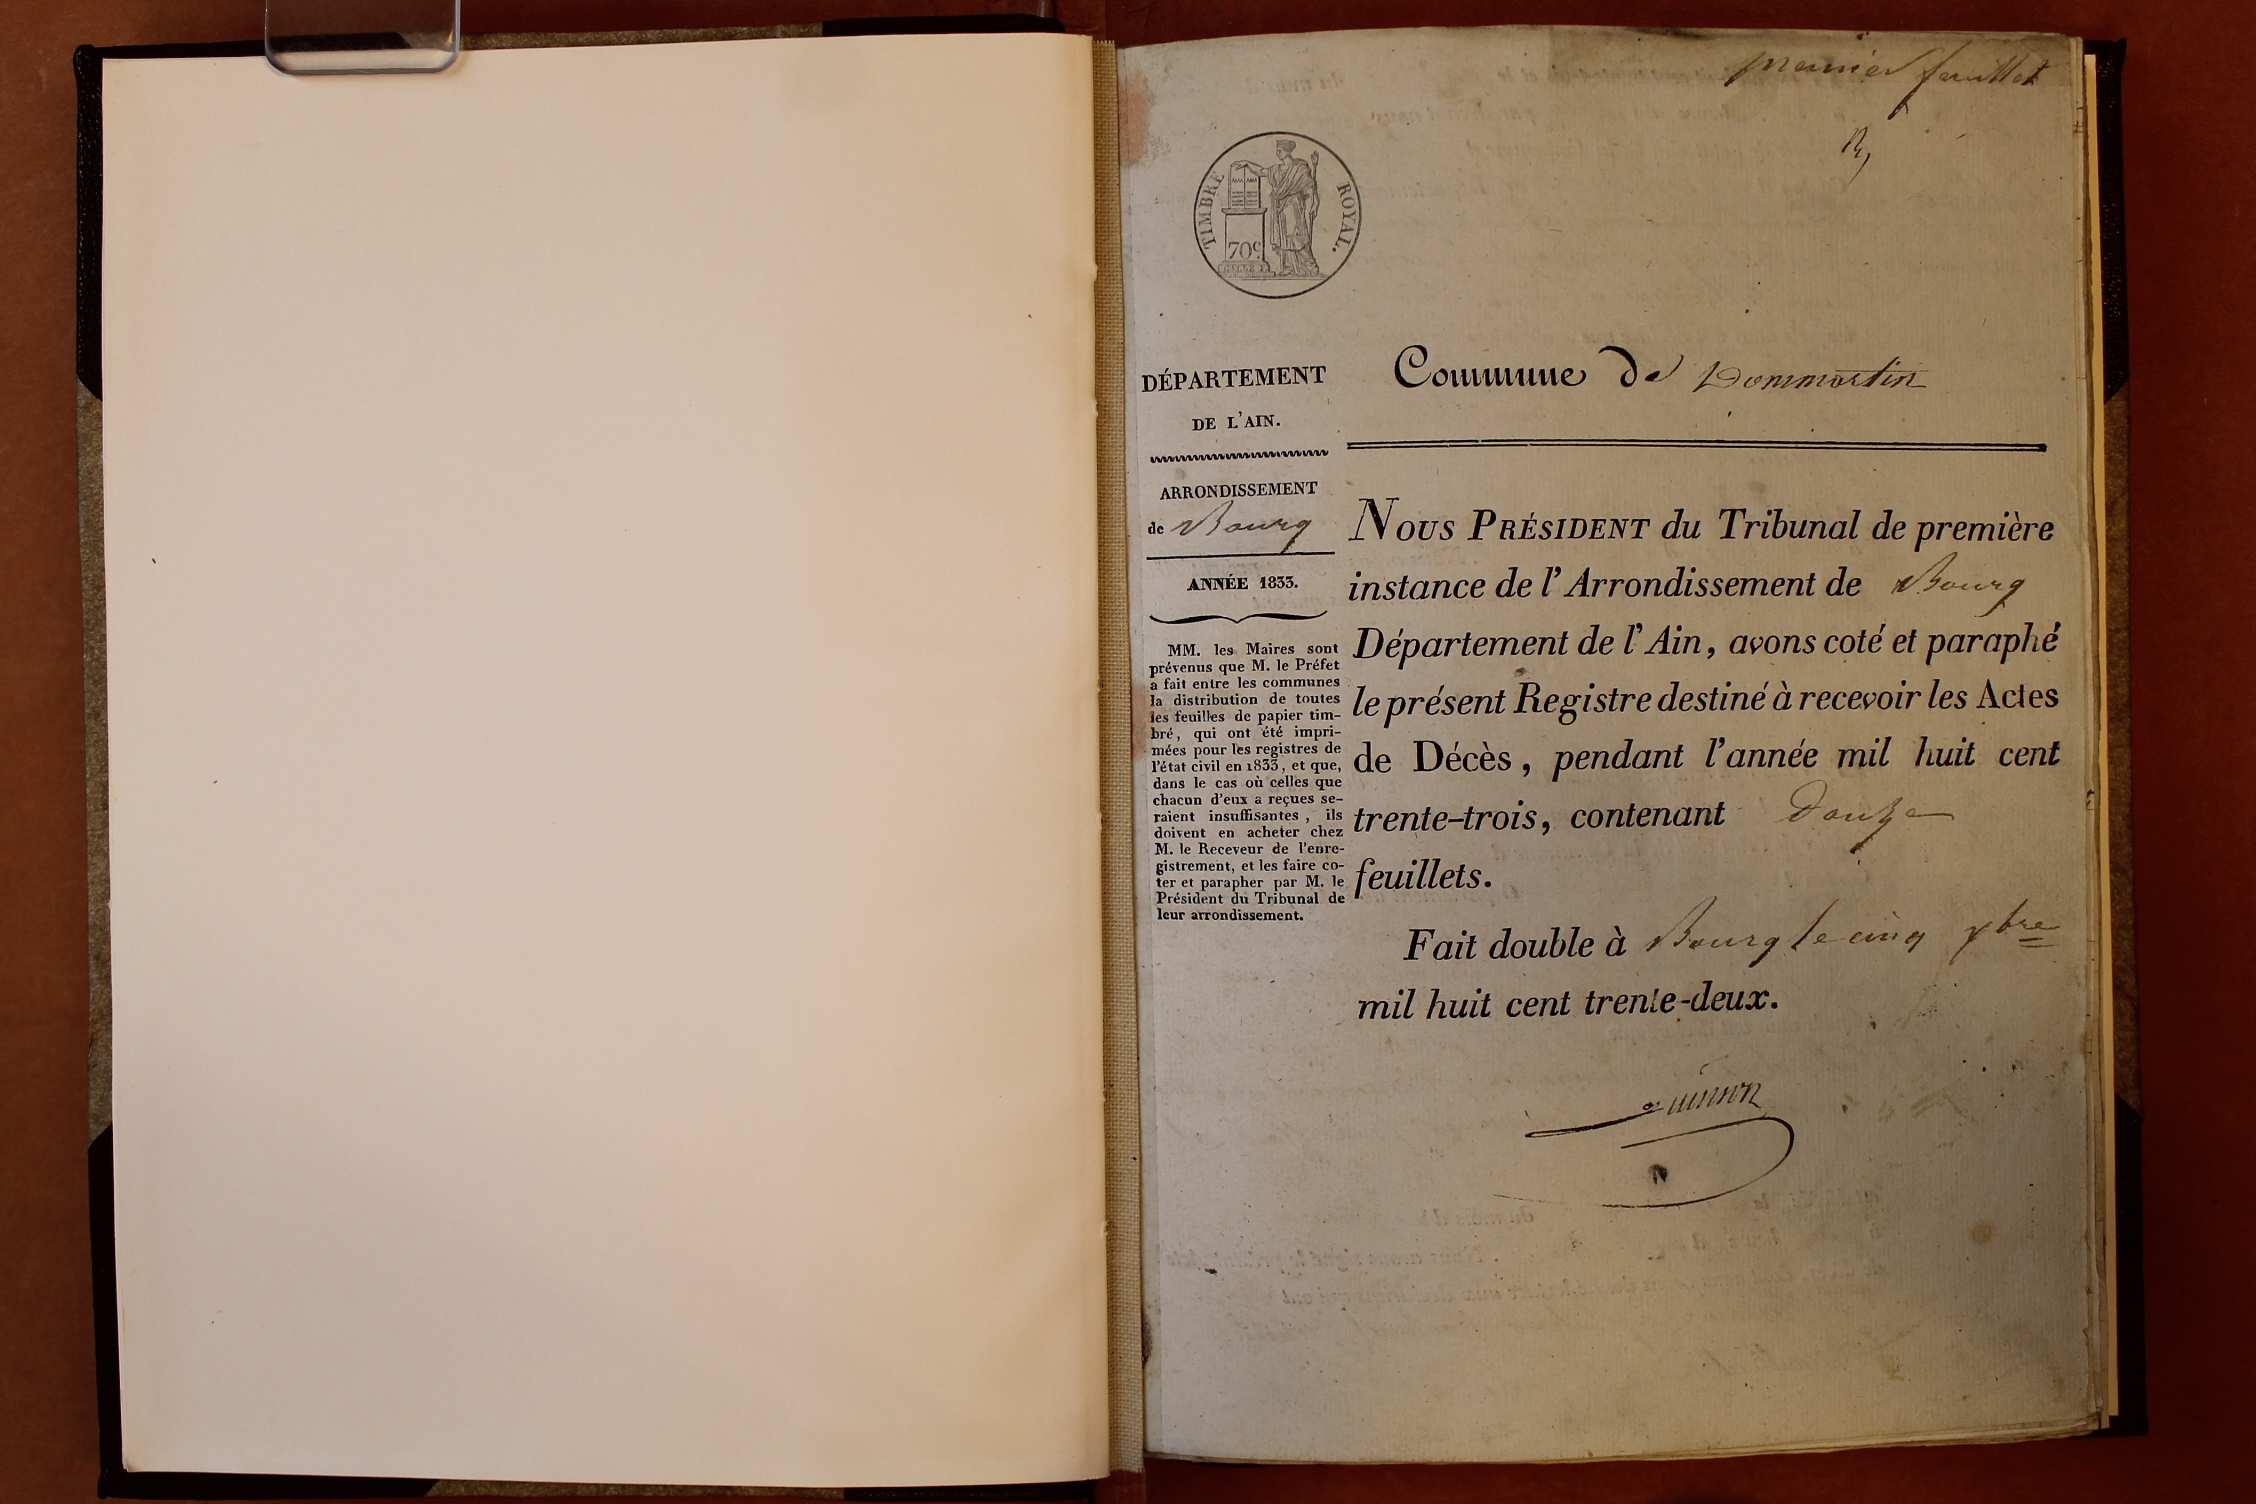 premier feuillet
TIMBRE ROYAL.
70c
Commune de Dommartin
DÉPARTEMENT
DE L'AIN.
ARRONDISSEMENT
de Bourg
ANNÉE 1833.
MM. les Maires sont
prévenus que M. le Préfet
a fait entre les communes
la distribution de toutes
les feuilles de papier tim-
bré, qui ont été impri-
mées pour les registres de
l'état civil en 1833, et que,
dans le cas où celles que
chacun d'eux a reçues se-
raient insuffisantes, ils
doivent en acheter chez
M. le Receveur de l'enre-
gistrement, et les faire co-
ter et parapher par M. le
Président du Tribunal de
leur arrondissement.
NOUS PRÉSIDENT du Tribunal de première
instance de l'Arrondissement de Bourg
Département de l'Ain, avons coté et paraphé
le présent Registre destiné à recevoir les Actes
de Décès, pendant l'année mil huit cent
trente-trois, contenant Douze
feuillets.
Fait double à Bourg le cinq xbre
mil huit cent trente-deux.